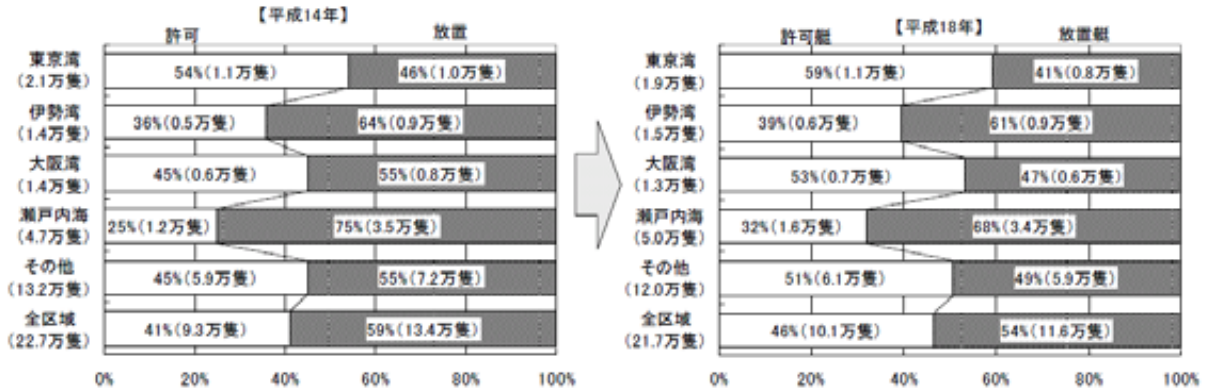 【平成14年】
許可 放置
東京湾
(2.1万隻)
54%(1.1万隻) 46%(1.0万隻)
伊勢湾
(1.4万隻)
36%(0.5万隻) 64%(0.9万隻)
大阪湾
(1.4万隻)
45%(0.6万隻) 55%(0.8万隻)
瀬戸内海
(4.7万隻)
25%(1.2万隻) 75%(3.5万隻)
その他
(13.2万隻)
45%(5.9万隻) 55%(7.2万隻)
全区域
(22.7万隻)
41%(9.3万隻) 59%(13.4万隻)
0% 20% 40% 60% 80% 100%
【平成18年】
許可艇 放置艇
東京湾
(1.9万隻)
59%(1.1万隻) 41%(0.8万隻)
伊勢湾
(1.5万隻)
39%(0.6万隻) 61%(0.9万隻)
大阪湾
(1.3万隻)
53%(0.7万隻) 47%(0.6万隻)
瀬戸内海
(5.0万隻)
32%(1.6万隻) 68%(3.4万隻)
その他
(12.0万隻)
51%(6.1万隻) 49%(5.9万隻)
全区域
(21.7万隻)
46%(10.1万隻) 54%(11.6万隻)
0% 20% 40% 60% 80% 100%